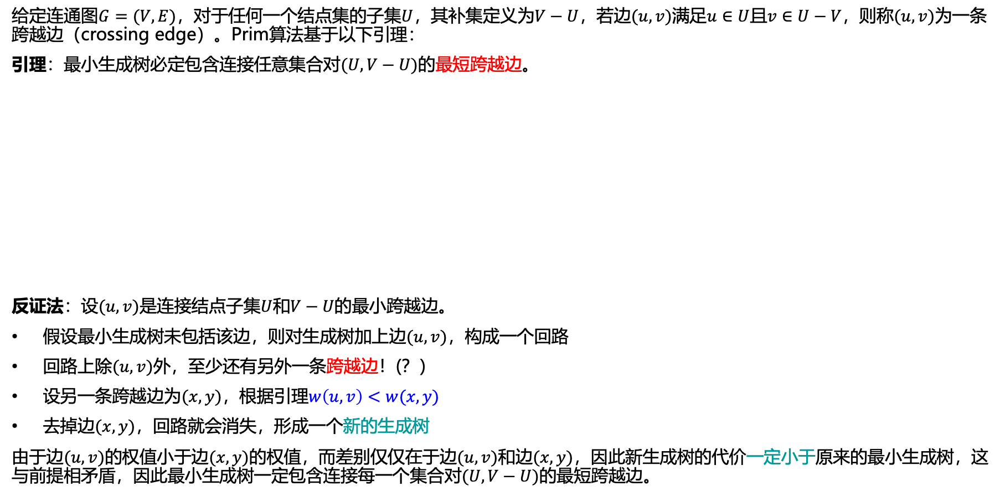 给定连通图G = (V, E)，对于任何一个结点集的子集U，其补集定义为V − U，若边(u, v)满足u ∈ U且v ∈ U − V，则称(u, v)为一条
跨越边（crossing edge）。Prim算法基于以下引理：
引理：最小生成树必定包含连接任意集合对(U, V − U)的最短跨越边。
反证法：设(u, v)是连接结点子集U和V − U的最小跨越边。
• 假设最小生成树未包括该边，则对生成树加上边(u, v)，构成一个回路
• 回路上除(u, v)外，至少还有另外一条跨越边！(？)
• 设另一条跨越边为(x, y)，根据引理w(u, v) < w(x, y)
• 去掉边(x, y)，回路就会消失，形成一个新的生成树
由于边(u, v)的权值小于边(x, y)的权值，而差别仅仅在于边(u, v)和边(x, y)，因此新生成树的代价一定小于原来的最小生成树，这
与前提相矛盾，因此最小生成树一定包含连接每一个集合对(U, V − U)的最短跨越边。